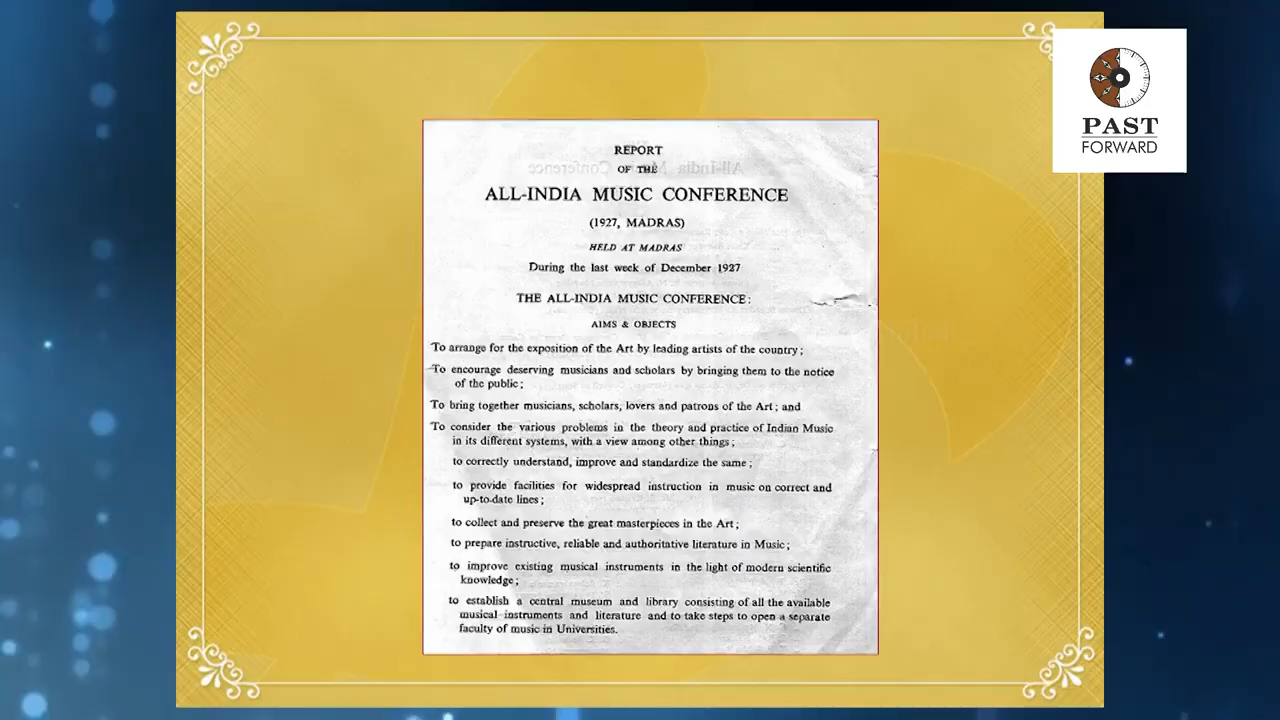 REPORT
OF THE
ALL-INDIA MUSIC CONFERENCE
(1927, MADRAS)
HELD AT MADRAS
During the last week of December 1927
THE ALL-INDIA MUSIC CONFERENCE:
AIMS & OBJECTS
To arrange for the exposition of the Art by leading artists of the country;
To encourage deserving musicians and scholars by bringing them to the notice
of the public;
To bring together musicians, scholars, lovers and patrons of the Art; and
To consider the various problems in the theory and practice of Indian Music
in its different systems, with a view among other things;
to correctly understand, improve and standardize the same;
to provide facilities for widespread instruction in music on correct and
up-to-date lines;
to collect and preserve the great masterpieces in the Art;
to prepare instructive, reliable and authoritative literature in Music;
to improve existing musical instruments in the light of modern scientific
knowledge;
to establish a central museum and library consisting of all the available
musical instruments and literature and to take steps to open a separate
faculty of music in Universities.
PAST
FORWARD